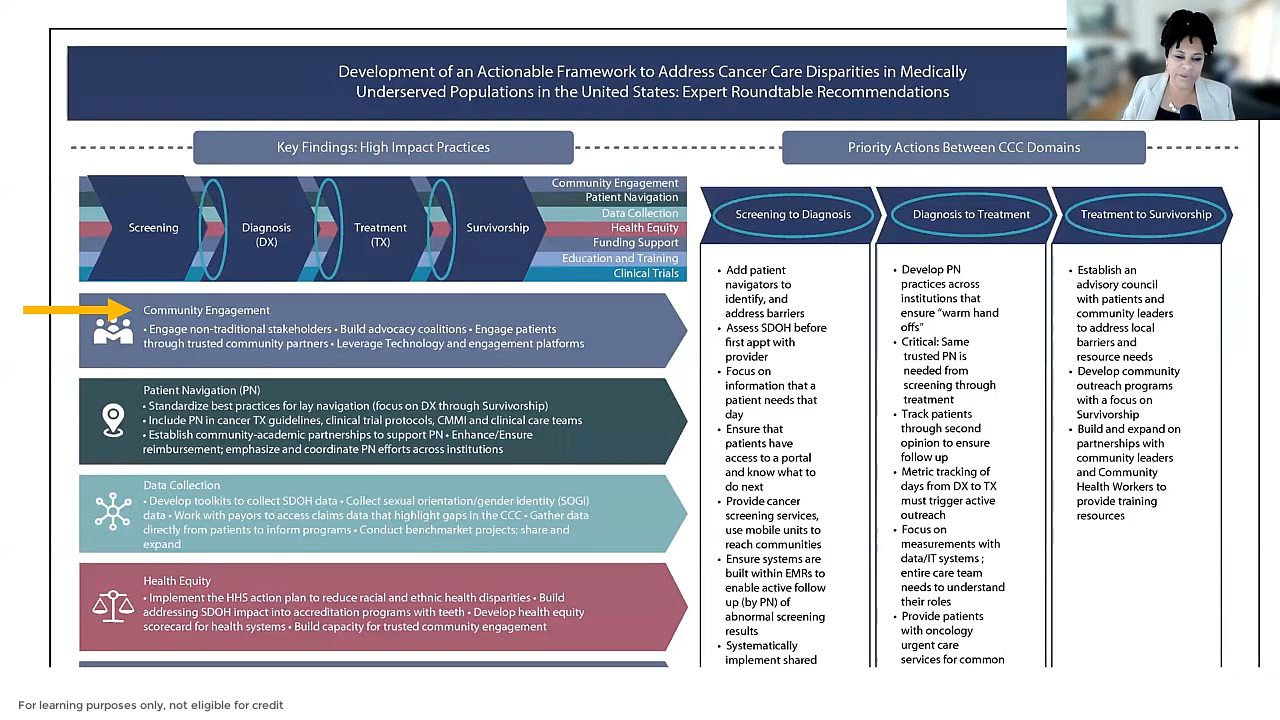 Development of an Actionable Framework to Address Cancer Care Disparities in Medically
Underserved Populations in the United States: Expert Roundtable Recommendations
Key Findings: High Impact Practices
Screening
Diagnosis
(DX)
Treatment
(TX)
Survivorship
Community Engagement
Patient Navigation
Data Collection
Health Equity
Funding Support
Education and Training
Clinical Trials
Community Engagement
• Engage non-traditional stakeholders • Build advocacy coalitions • Engage patients
through trusted community partners • Leverage Technology and engagement platforms
Patient Navigation (PN)
• Standardize best practices for lay navigation (focus on DX through Survivorship)
• Include PN in cancer TX guidelines, clinical trial protocols, CMMI and clinical care teams
• Establish community-academic partnerships to support PN • Enhance/Ensure
reimbursement; emphasize and coordinate PN efforts across institutions
Data Collection
• Develop toolkits to collect SDOH data • Collect sexual orientation/gender identity (SOGI)
data • Work with payors to access claims data that highlight gaps in the CCC • Gather data
directly from patients to inform programs • Conduct benchmarket projects; share and
expand
Health Equity
• Implement the HHS action plan to reduce racial and ethnic health disparities • Build
addressing SDOH impact into accreditation programs with teeth • Develop health equity
scorecard for health systems • Build capacity for trusted community engagement
Priority Actions Between CCC Domains
Screening to Diagnosis
• Add patient
navigators to
identify, and
address barriers
• Assess SDOH before
first appt with
provider
• Focus on
information that a
patient needs that
day
• Ensure that
patients have
access to a portal
and know what to
do next
• Provide cancer
screening services,
use mobile units to
reach communities
• Ensure systems are
built within EMRs to
enable active follow
up (by PN) of
abnormal screening
results
• Systematically
implement shared
Diagnosis to Treatment
• Develop PN
practices across
institutions that
ensure “warm hand
offs”
• Critical: Same
trusted PN is
needed from
screening through
treatment
• Track patients
through second
opinion to ensure
follow up
• Metric tracking of
days from DX to TX
must trigger active
outreach
• Focus on
measurements with
data/IT systems ;
entire care team
needs to understand
their roles
• Provide patients
with oncology
urgent care
services for common
Treatment to Survivorship
• Establish an
advisory council
with patients and
community leaders
to address local
barriers and
resource needs
• Develop community
outreach programs
with a focus on
Survivorship
• Build and expand on
partnerships with
community leaders
and Community
Health Workers to
provide training
resources
For learning purposes only, not eligible for credit